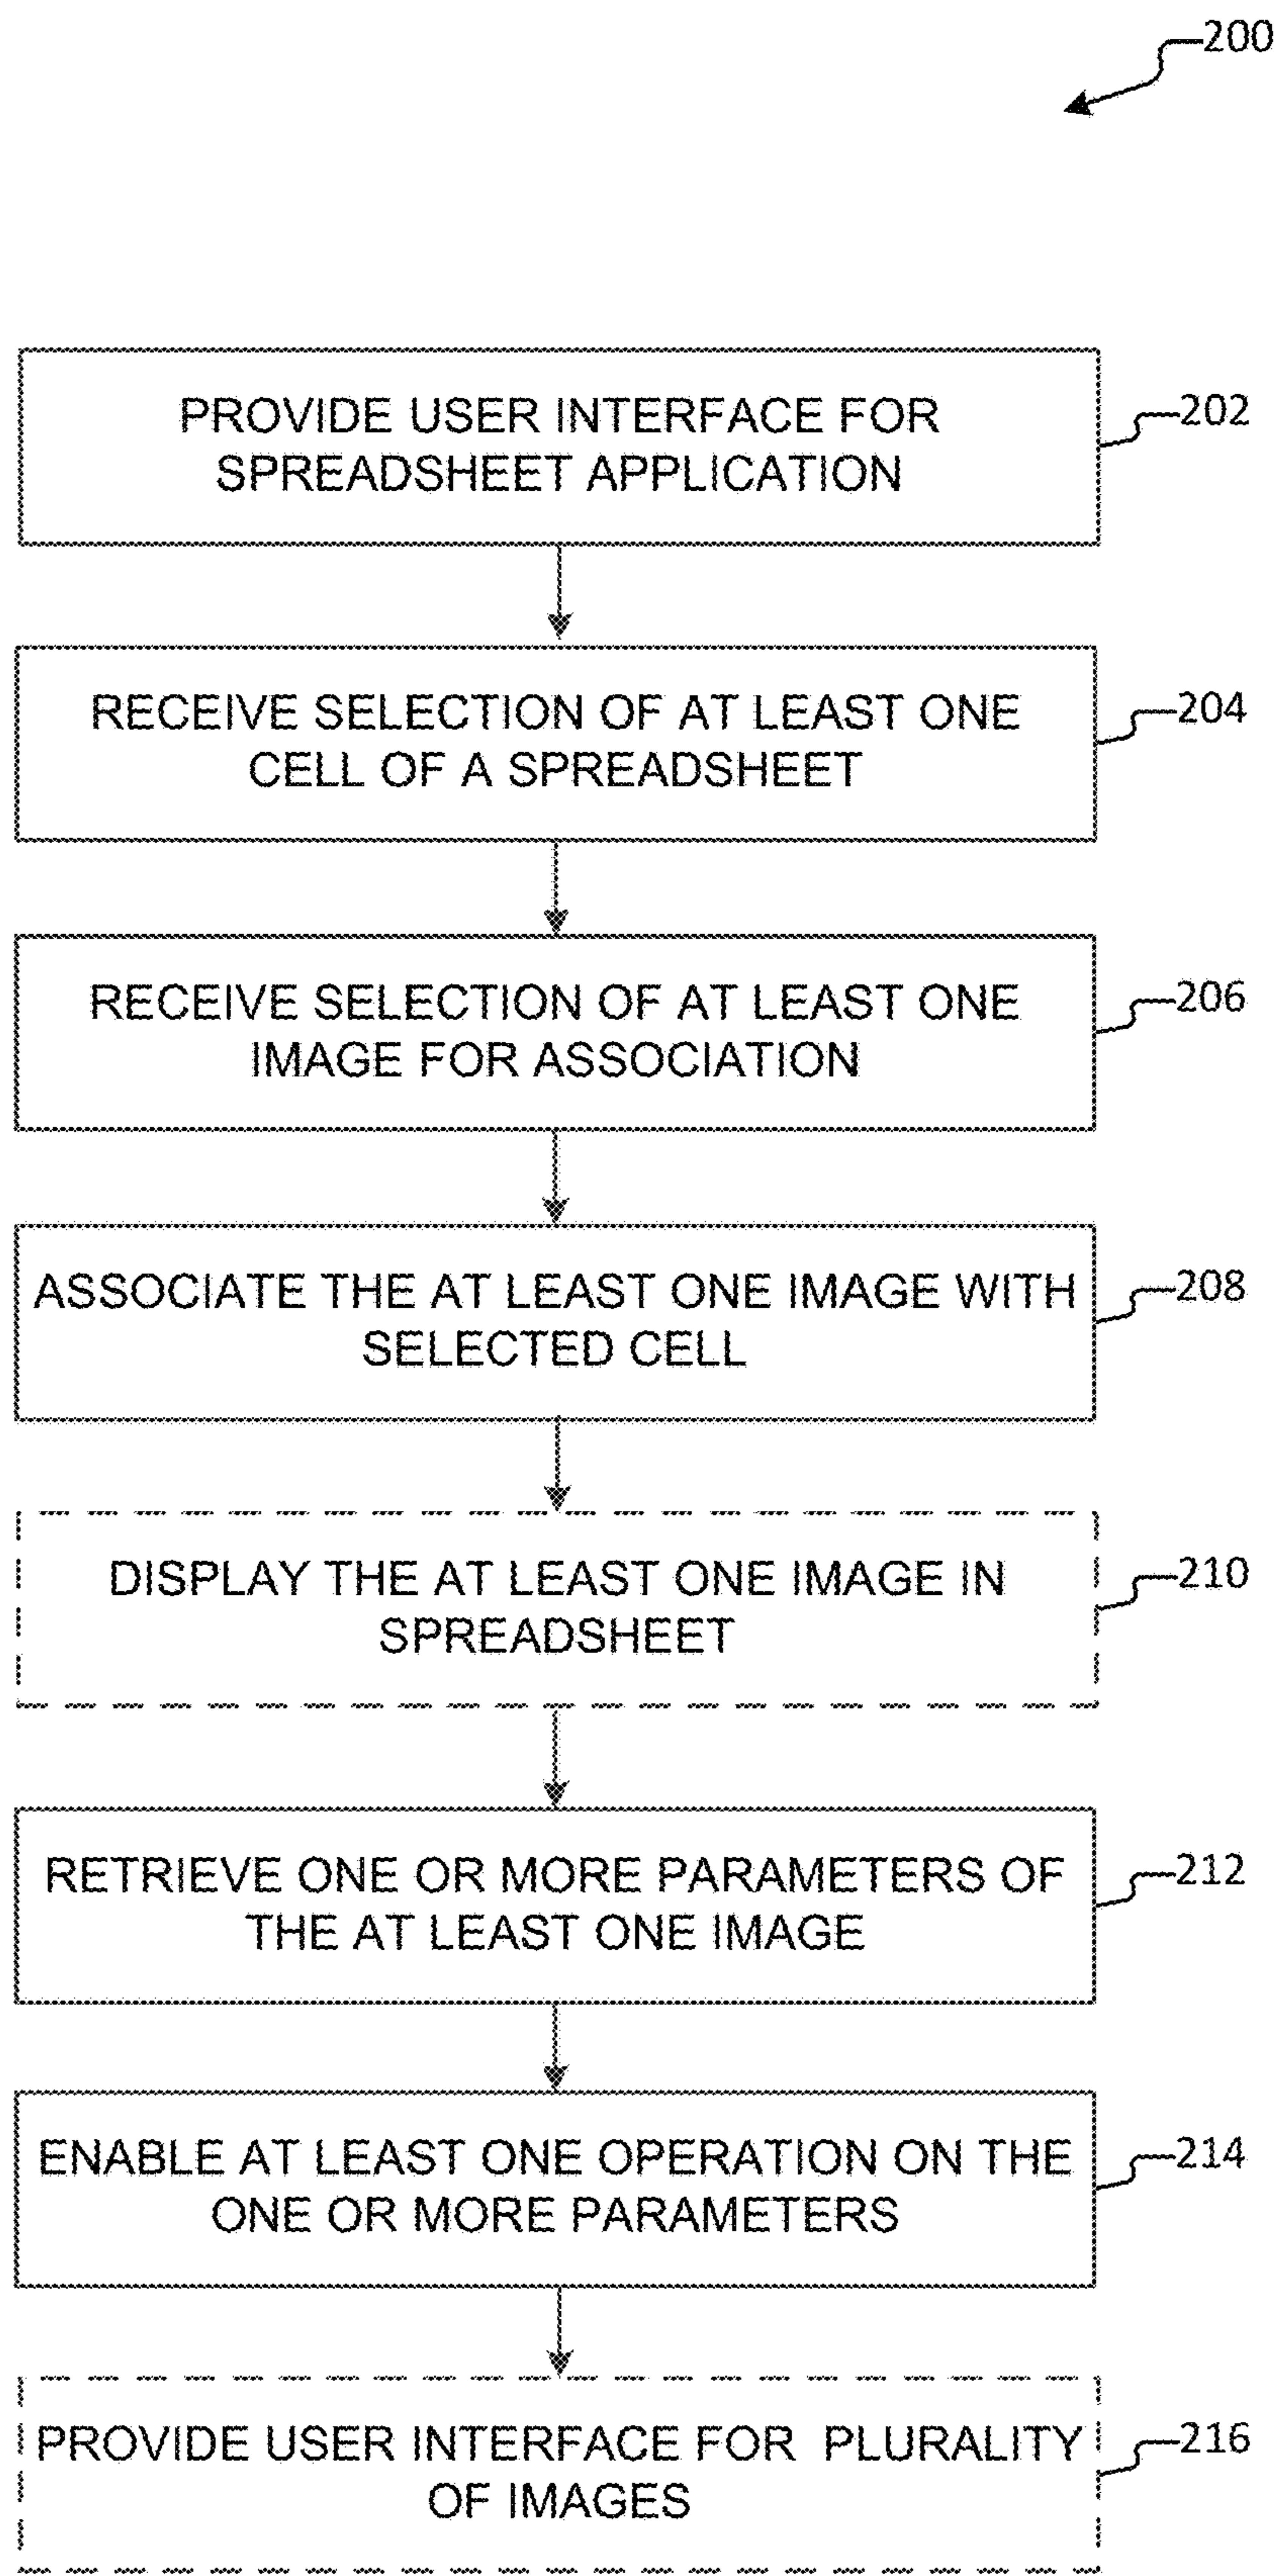 200
PROVIDE USER INTERFACE FOR
SPREADSHEET APPLICATION
202
RECEIVE SELECTION OF AT LEAST ONE
CELL OF A SPREADSHEET
204
RECEIVE SELECTION OF AT LEAST ONE
IMAGE FOR ASSOCIATION
206
ASSOCIATE THE AT LEAST ONE IMAGE WITH
SELECTED CELL
208
DISPLAY THE AT LEAST ONE IMAGE IN
SPREADSHEET
210
RETRIEVE ONE OR MORE PARAMETERS OF
THE AT LEAST ONE IMAGE
212
ENABLE AT LEAST ONE OPERATION ON THE
ONE OR MORE PARAMETERS
214
PROVIDE USER INTERFACE FOR PLURALITY
OF IMAGES
216